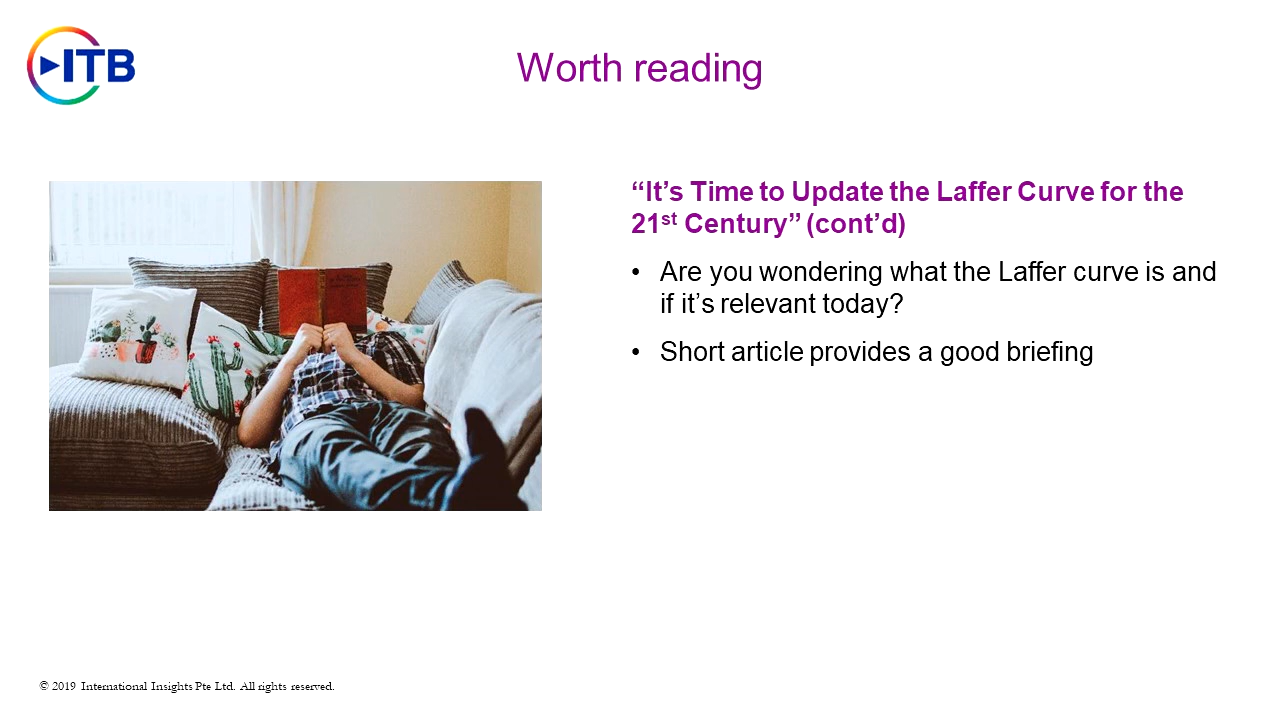 ITB
Worth reading
“It’s Time to Update the Laffer Curve for the
21st Century” (cont’d)
• Are you wondering what the Laffer curve is and
if it’s relevant today?
• Short article provides a good briefing
© 2019 International Insights Pte Ltd. All rights reserved.